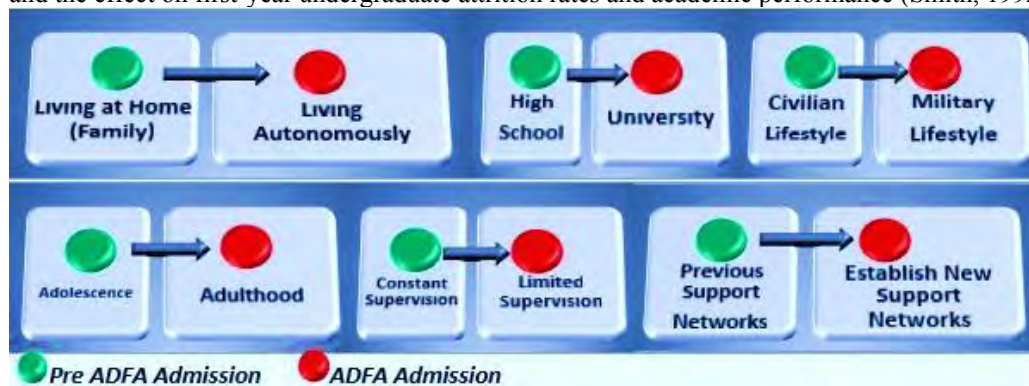 and the effect on first-year undergraduate attrition rates and academic performance (Smith, 199
Living at Home
(Family)
Living
Autonomously
High
School
University
Civilian
Lifestyle
Military
Lifestyle
Adolescence
Adulthood
Constant
Supervision
Limited
Supervision
Previous
Support
Networks
Establish New
Support
Networks
Pre ADFA Admission
ADFA Admission